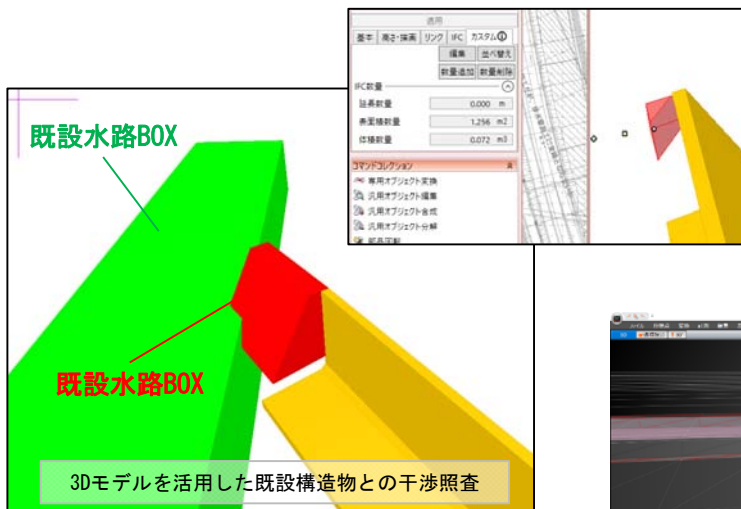 既設水路BOX
既設水路BOX
3Dモデルを活用した既設構造物との干渉照査
適用
基本 高さ・描画 リンク IFC カスタム①
編集 並べ替え
数量追加 数量削除
IFC数量
延長数量 0.000 m
表面積数量 1.256 m2
体積数量 0.072 m3
コマンドコレクション
専用オブジェクト変換
汎用オブジェクト編集
汎用オブジェクト合成
汎用オブジェクト分解
部品回転